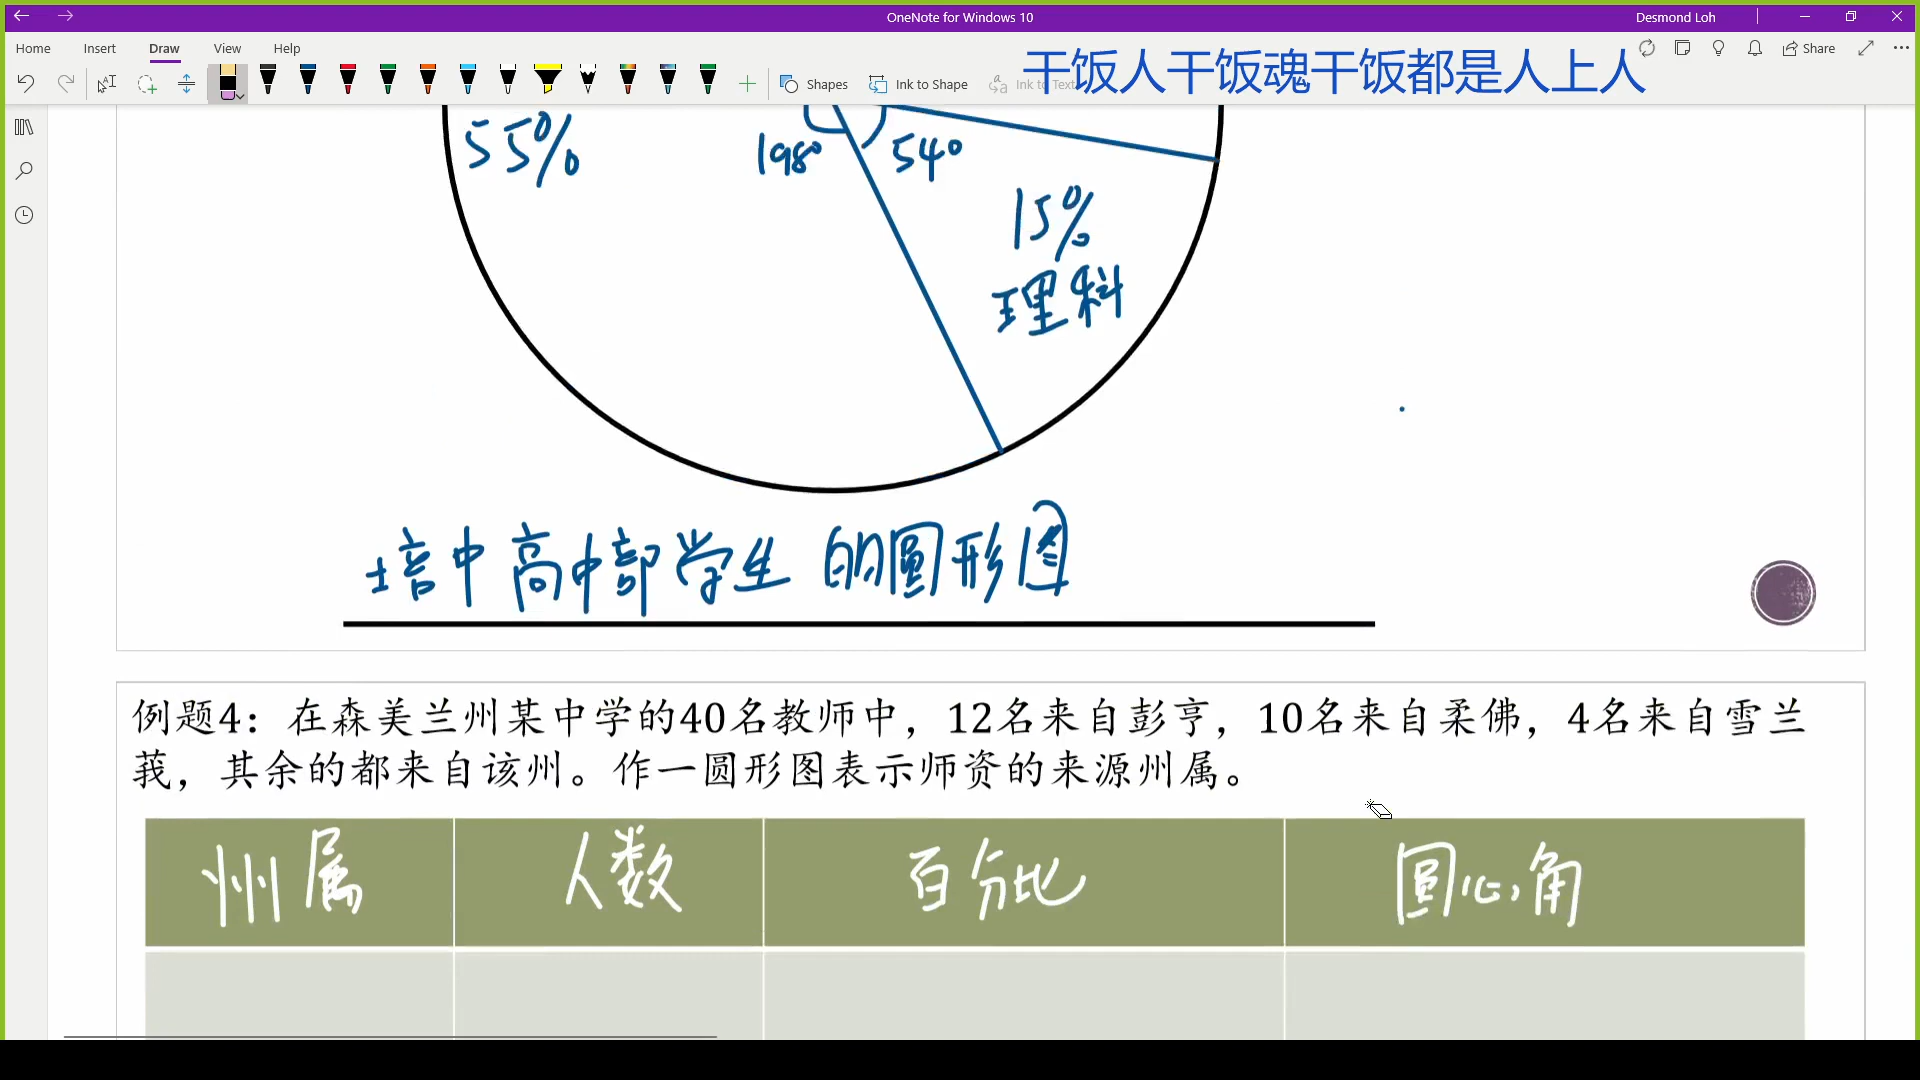 OneNote for Windows 10
Desmond Loh
Home Insert Draw View Help
Share
Shapes
Ink to Shape
Ink to Text
干饭人干饭魂干饭都是人上人
55%
198°
54°
15%
理科
培中高中部学生的圆形图
例题4：在森美兰州某中学的40名教师中，12名来自彭亨，10名来自柔佛，4名来自雪兰
莪，其余的都来自该州。作一圆形图表示师资的来源州属。
州属 人数 百分比 圆心角